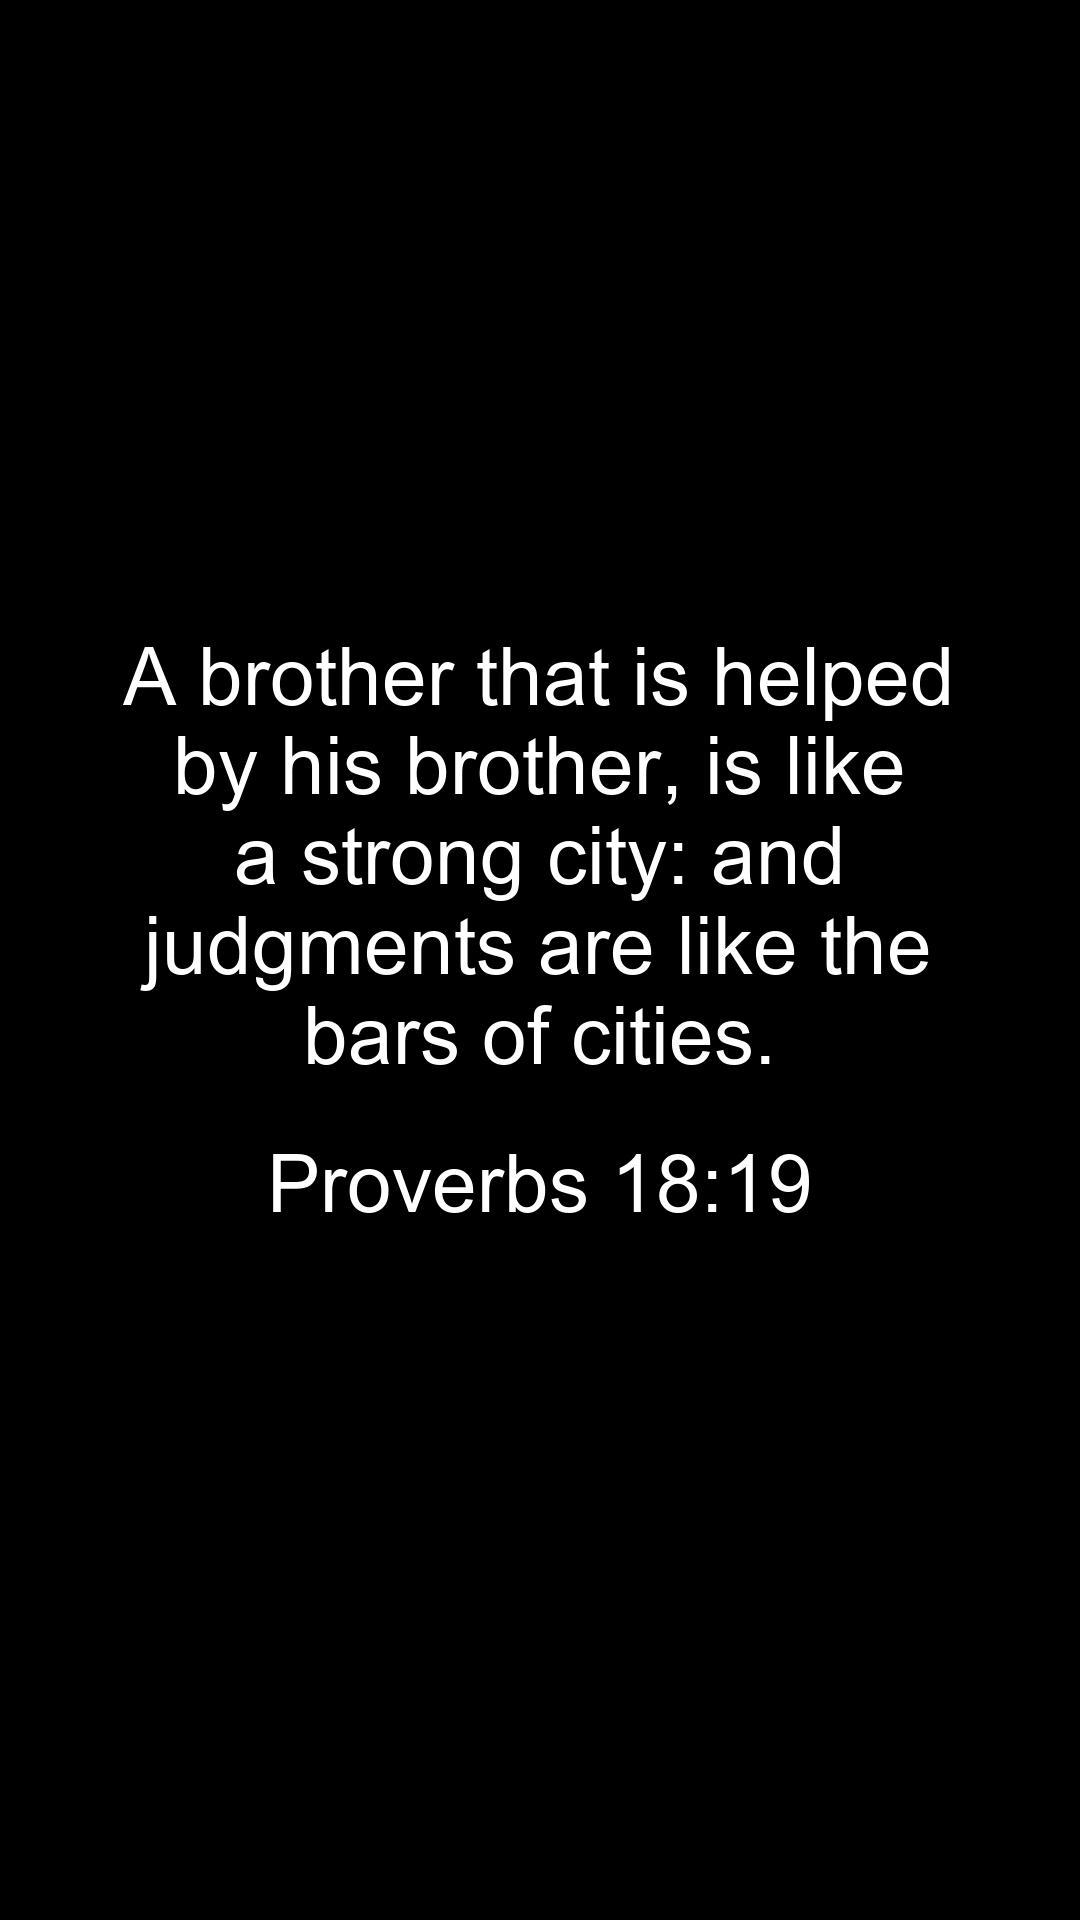 A brother that is helped
by his brother, is like
a strong city: and
judgments are like the
bars of cities.
Proverbs 18:19